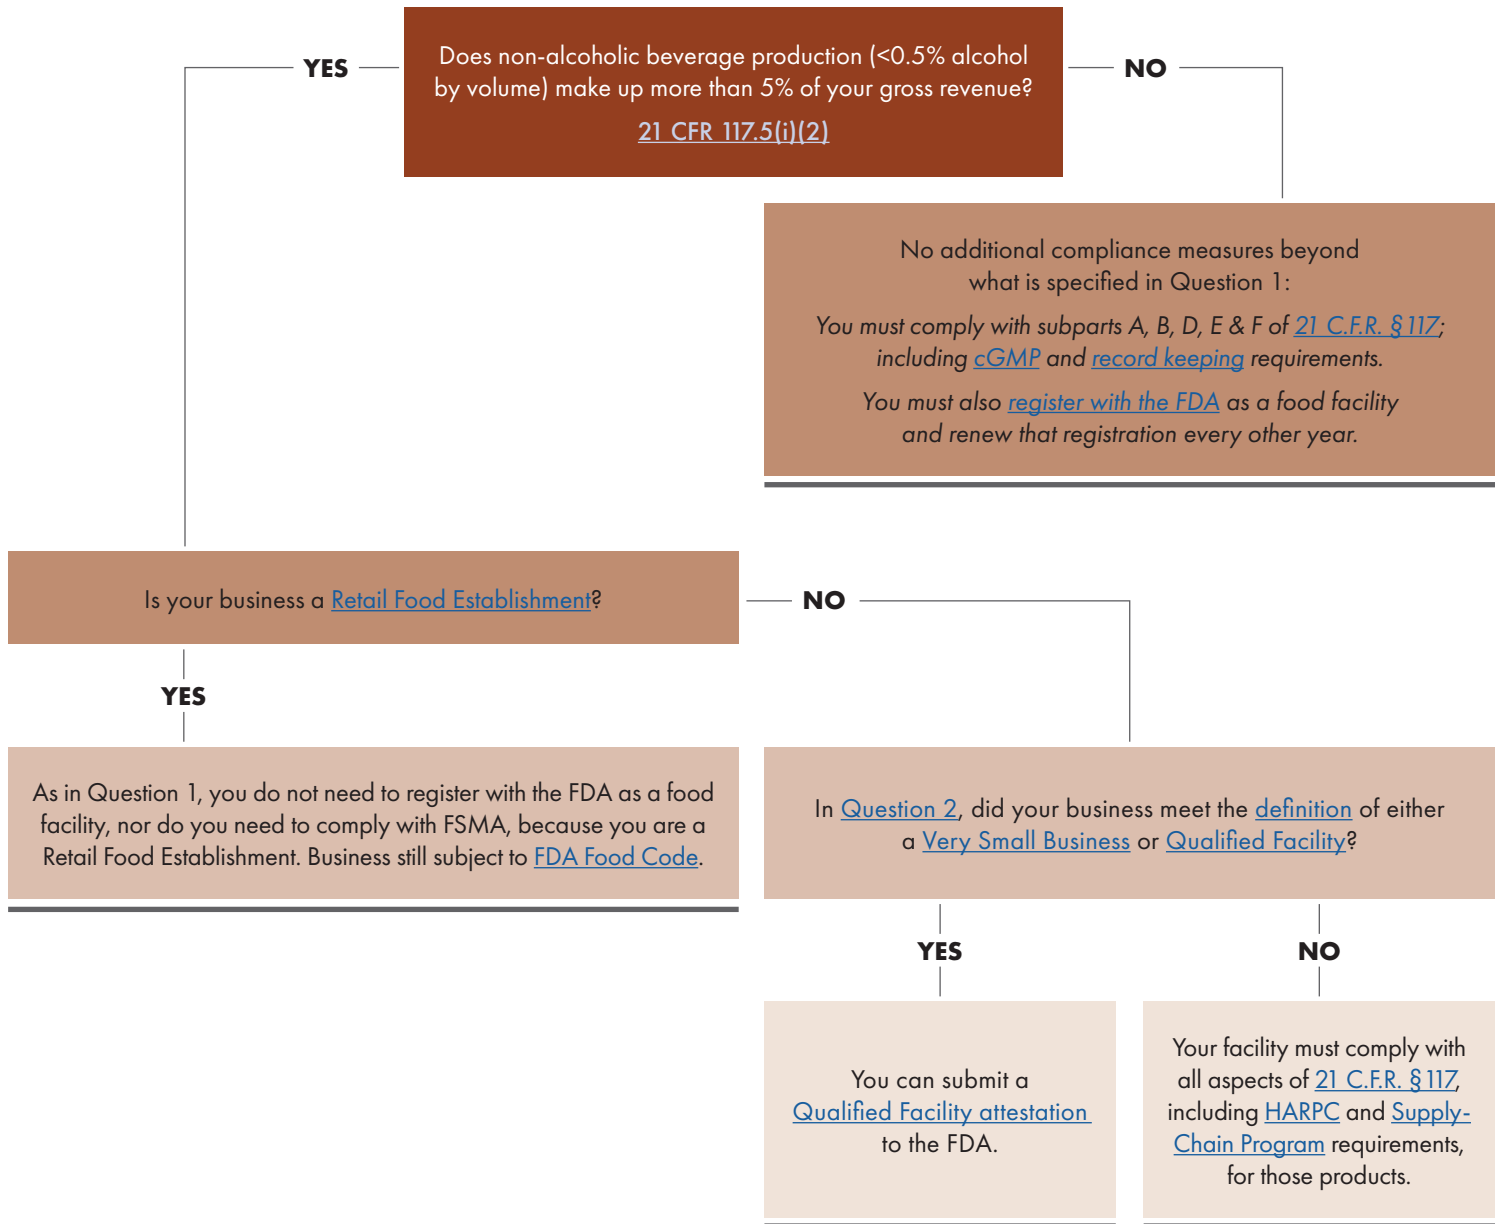 YES
Does non-alcoholic beverage production (<0.5% alcohol
by volume) make up more than 5% of your gross revenue?
21 CFR 117.5(i)(2)
NO
No additional compliance measures beyond
what is specified in Question 1:
You must comply with subparts A, B, D, E & F of 21 C.F.R. § 117;
including cGMP and record keeping requirements.
You must also register with the FDA as a food facility
and renew that registration every other year.
Is your business a Retail Food Establishment?
NO
YES
As in Question 1, you do not need to register with the FDA as a food
facility, nor do you need to comply with FSMA, because you are a
Retail Food Establishment. Business still subject to FDA Food Code.
In Question 2, did your business meet the definition of either
a Very Small Business or Qualified Facility?
YES
NO
You can submit a
Qualified Facility attestation
to the FDA.
Your facility must comply with
all aspects of 21 C.F.R. § 117,
including HARPC and Supply-
Chain Program requirements,
for those products.